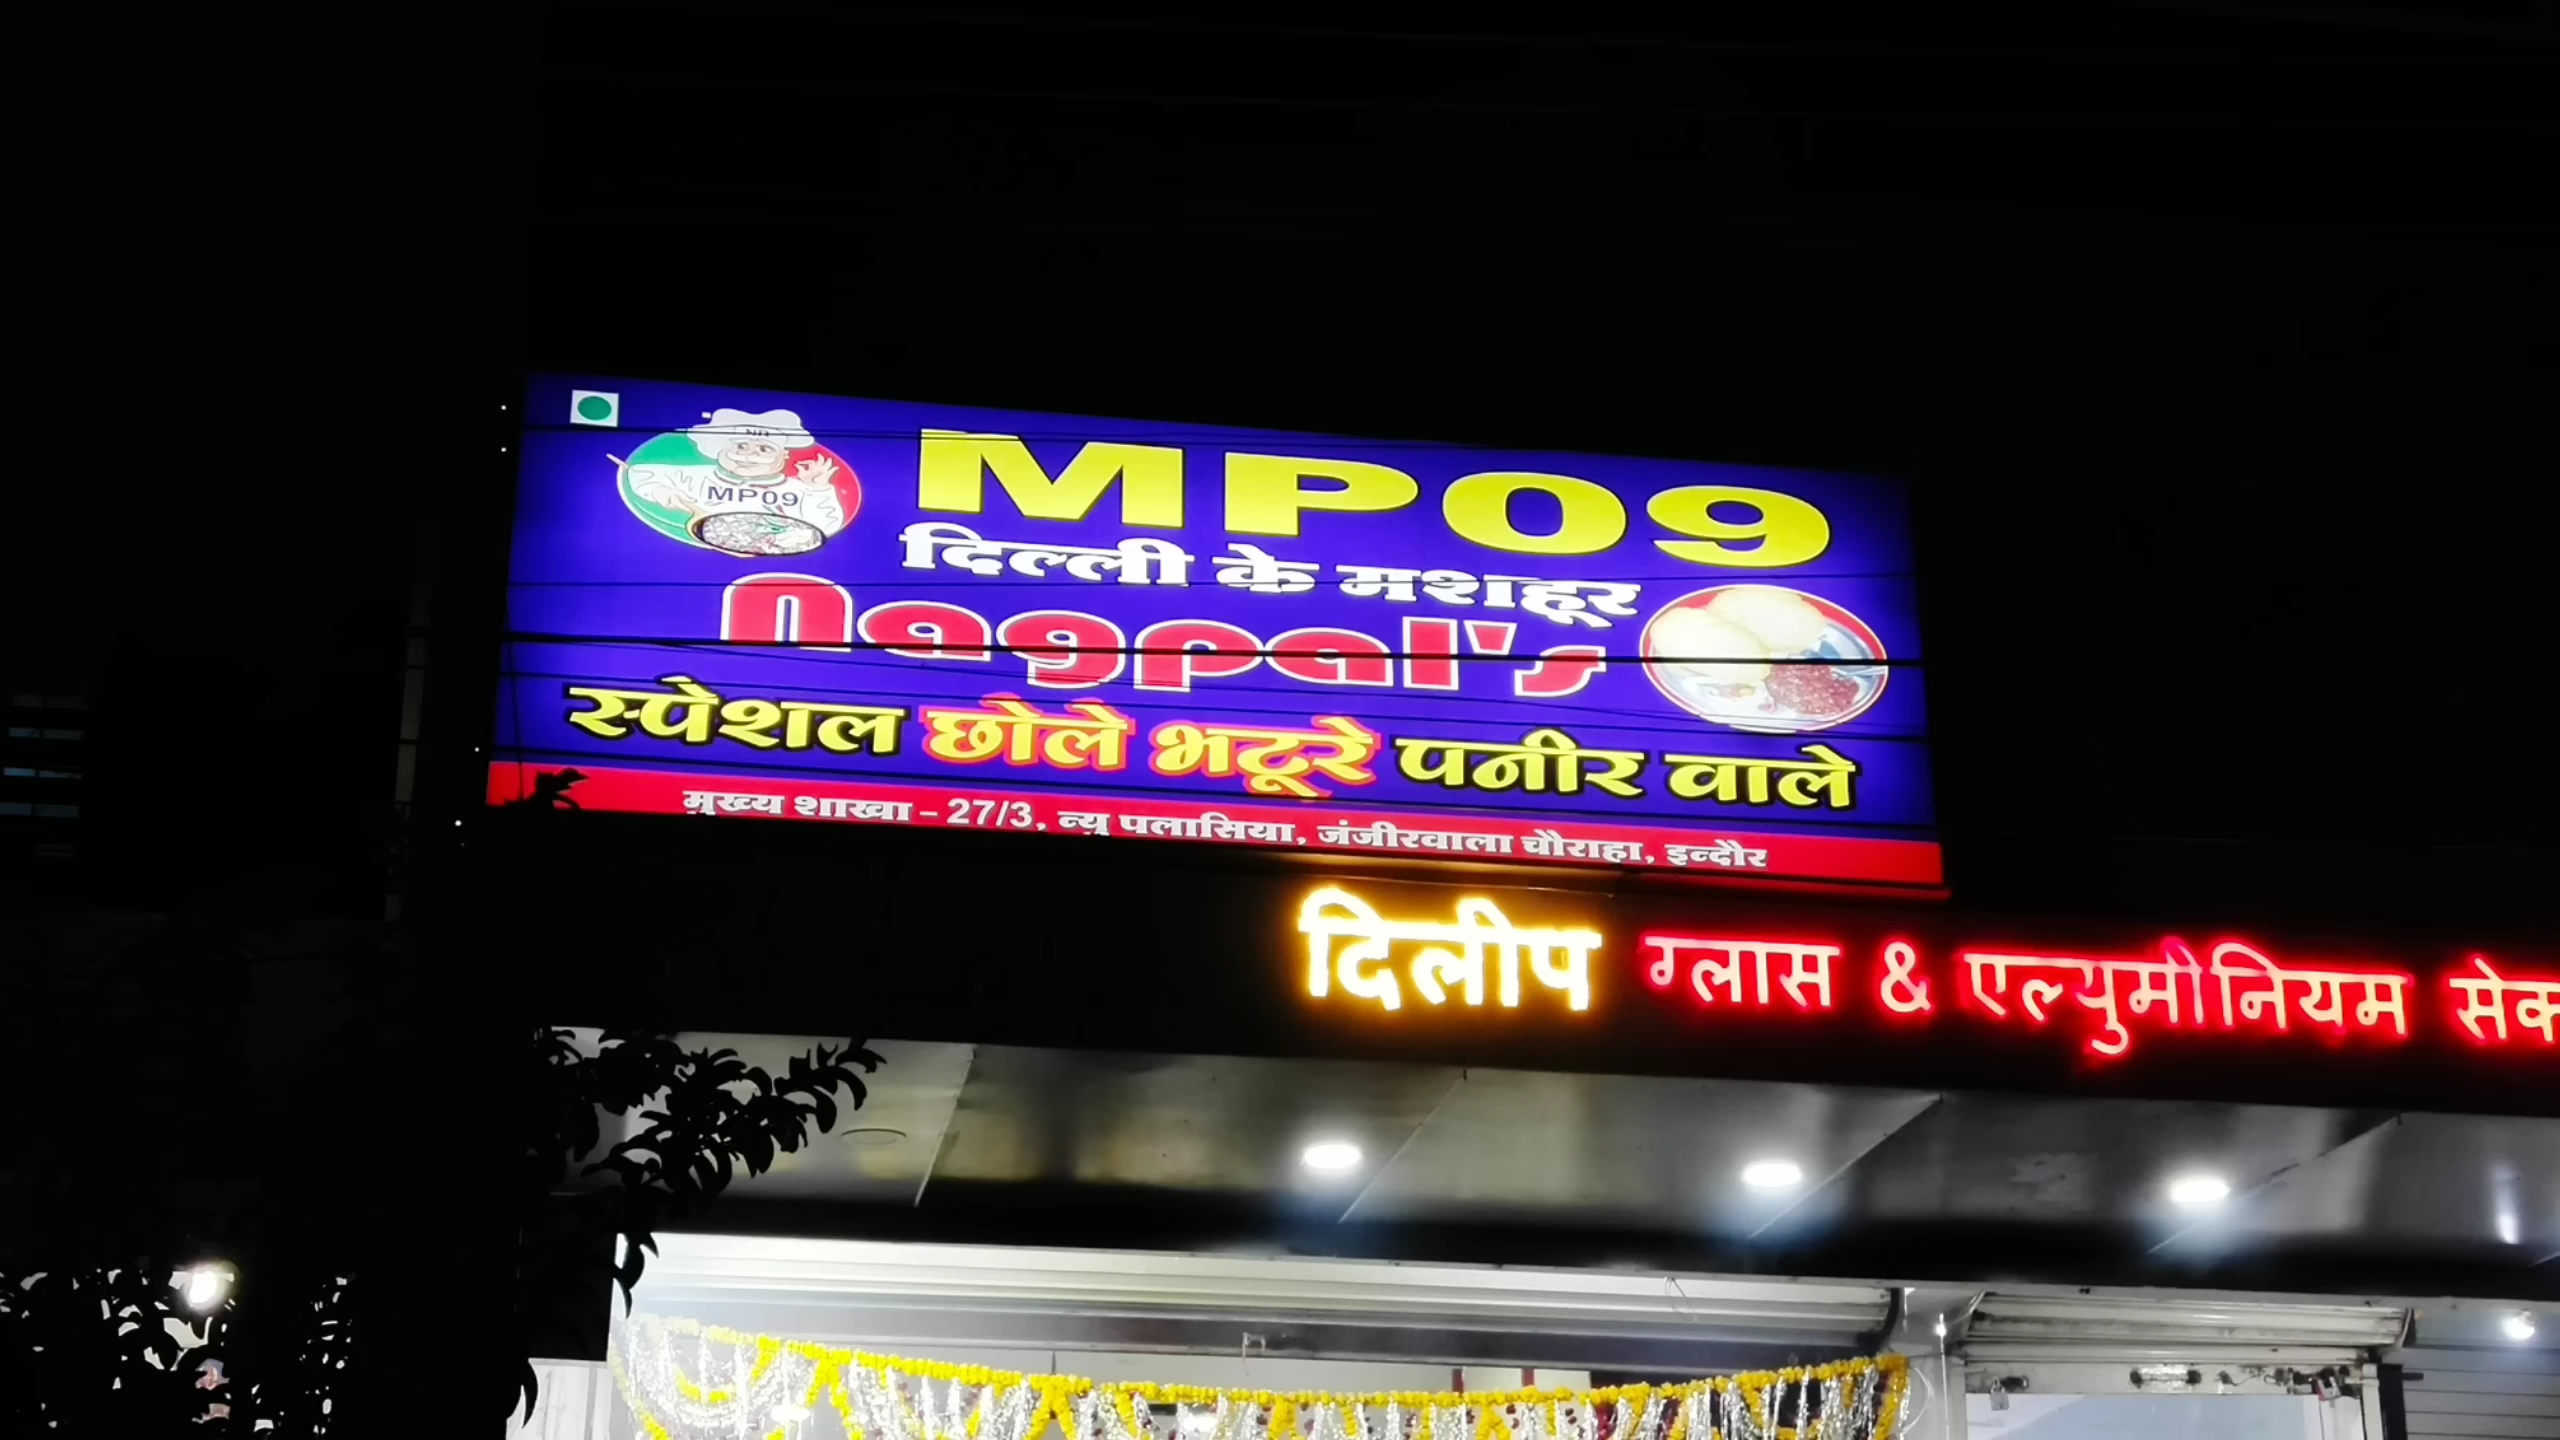 MP09
MP09
दिल्ली के मशहूर
Nagpal's
स्पेशल छोले भटूरे पनीर वाले
मुख्य शाखा - 27/3, न्यू पलासिया, जंजीरवाला चौराहा, इन्दौर
दिलीप ग्लास & एल्युमीनियम